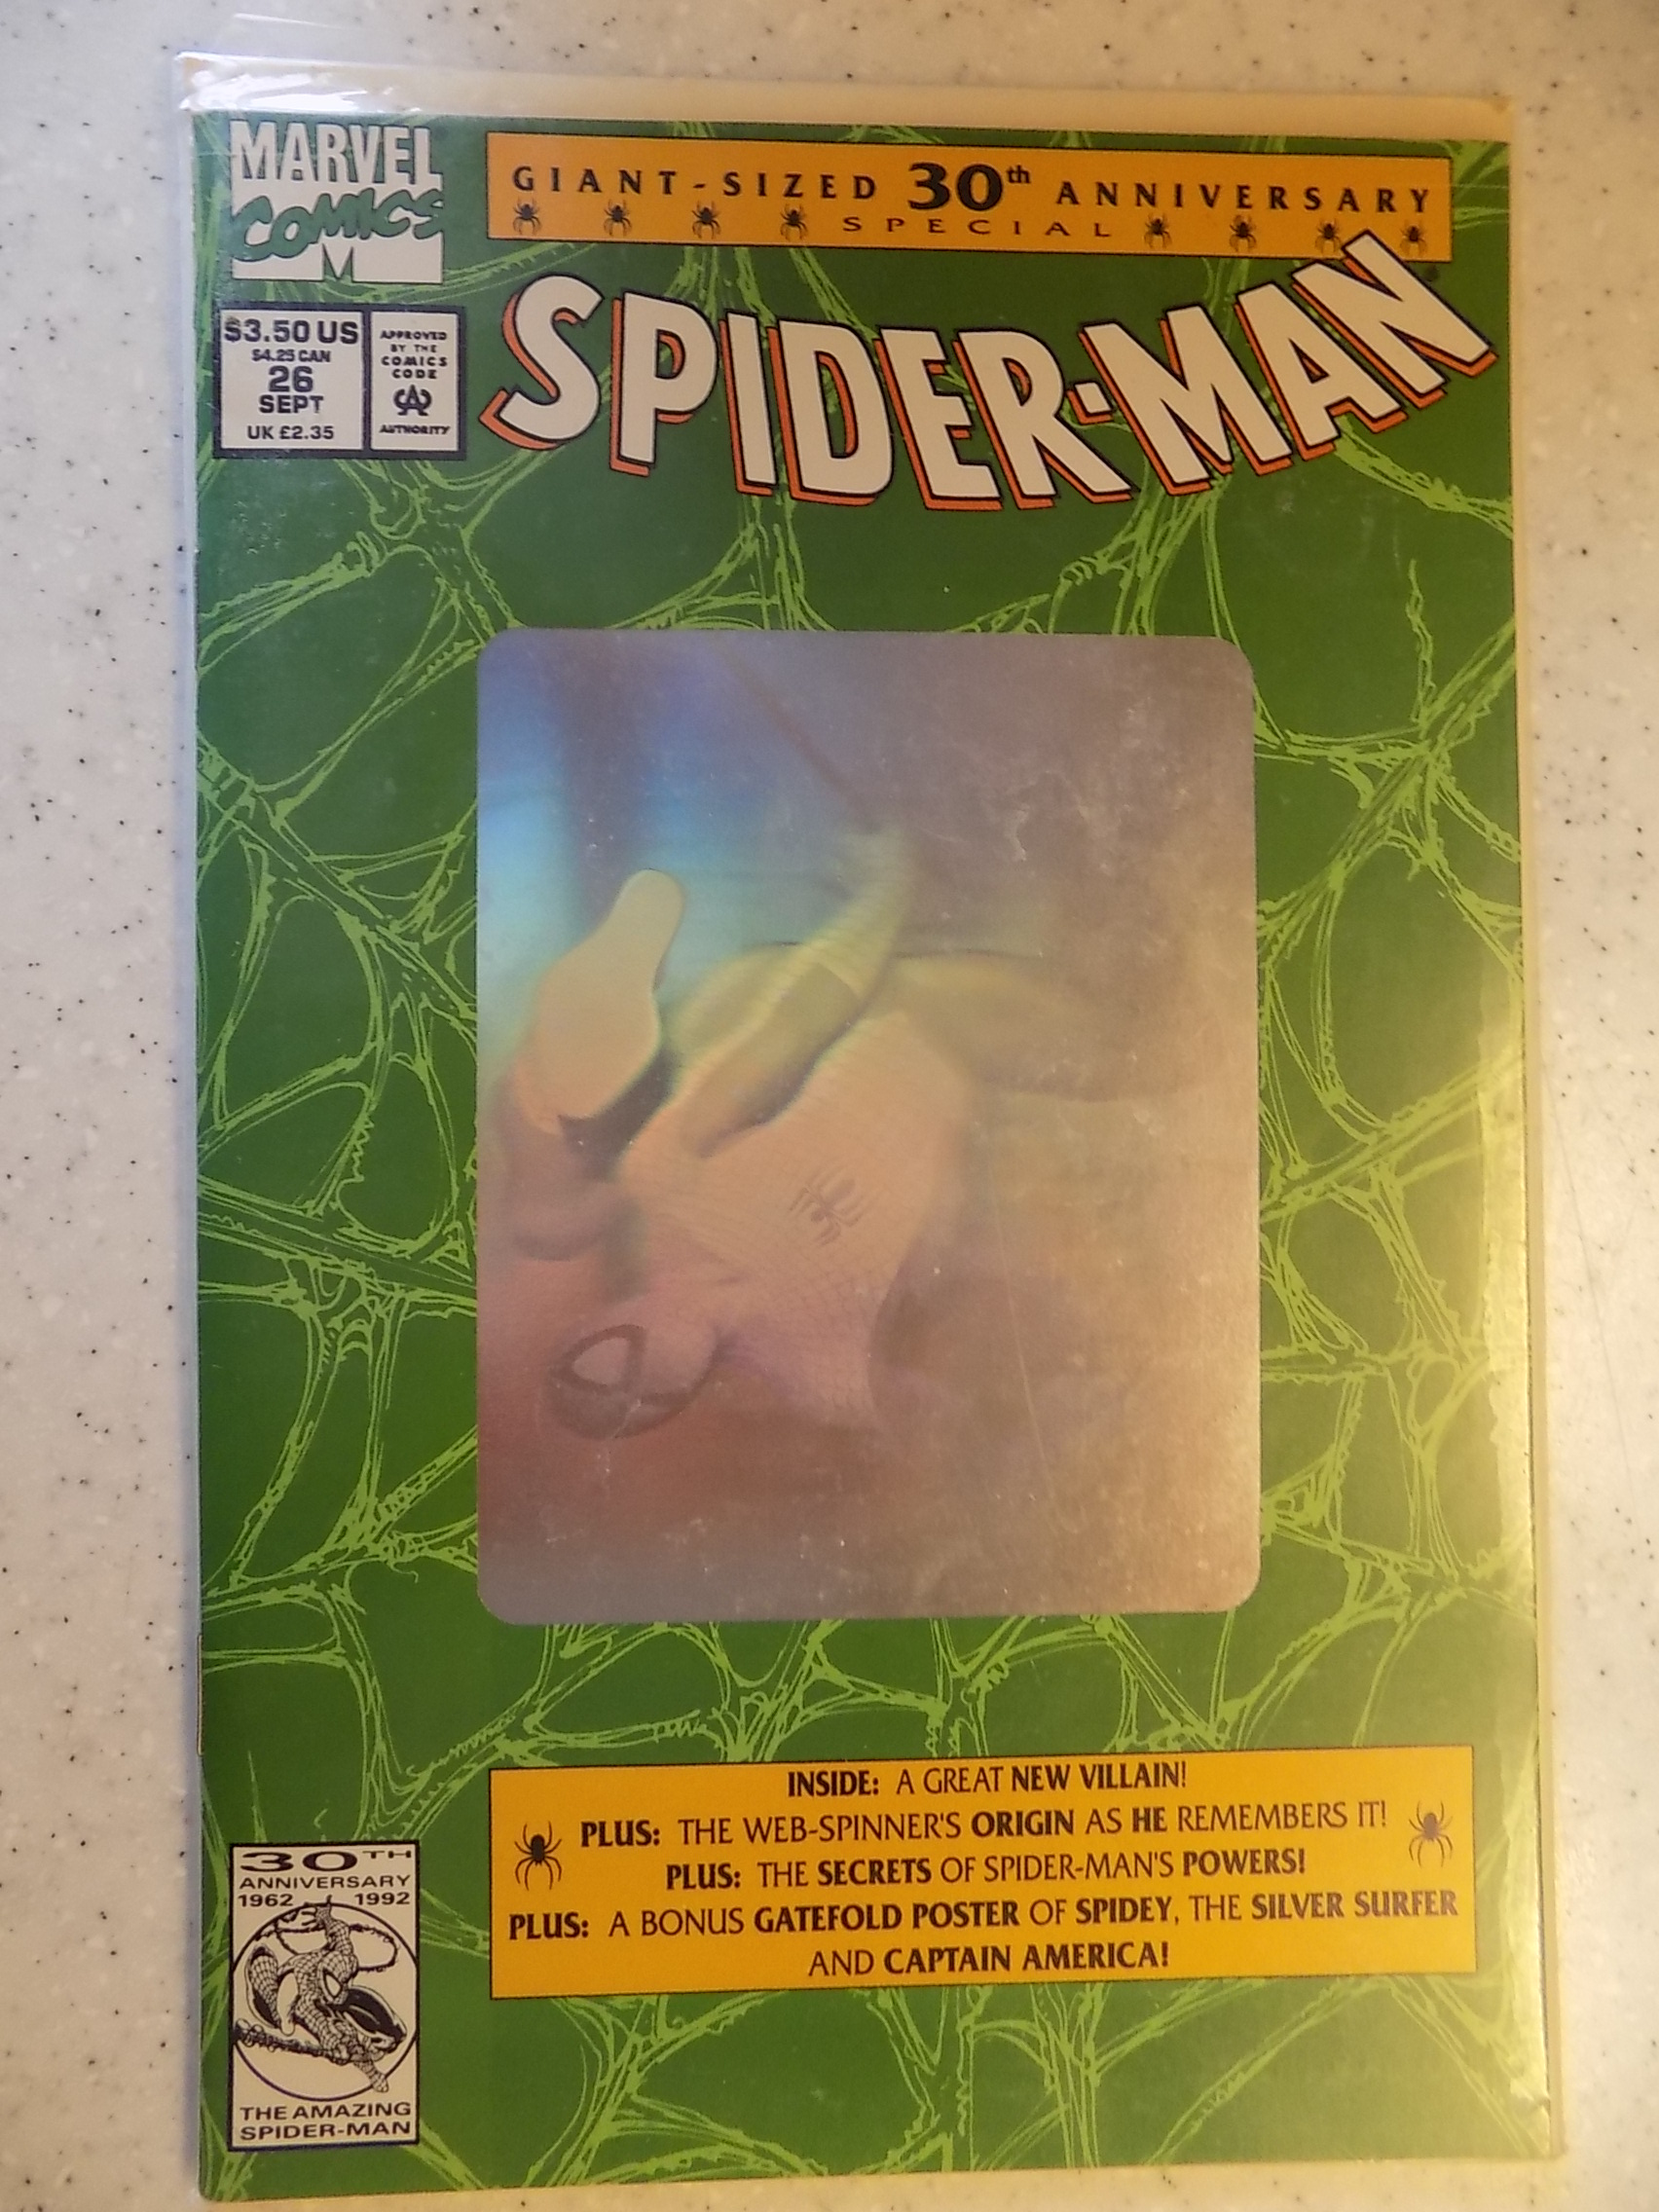 MARVEL
COMICS
M
GIANT-SIZED 30th ANNIVERSARY
SPECIAL
$3.50 US
$4.25 CAN
26
SEPT
UK £2.35
APPROVED
BY THE
COMICS
CODE
CA
AUTHORITY
SPIDER-MAN
INSIDE: A GREAT NEW VILLAIN!
PLUS: THE WEB-SPINNER'S ORIGIN AS HE REMEMBERS IT!
PLUS: THE SECRETS OF SPIDER-MAN'S POWERS!
PLUS: A BONUS GATEFOLD POSTER OF SPIDEY, THE SILVER SURFER
AND CAPTAIN AMERICA!
30TH
ANNIVERSARY
1962 1992
THE AMAZING
SPIDER-MAN